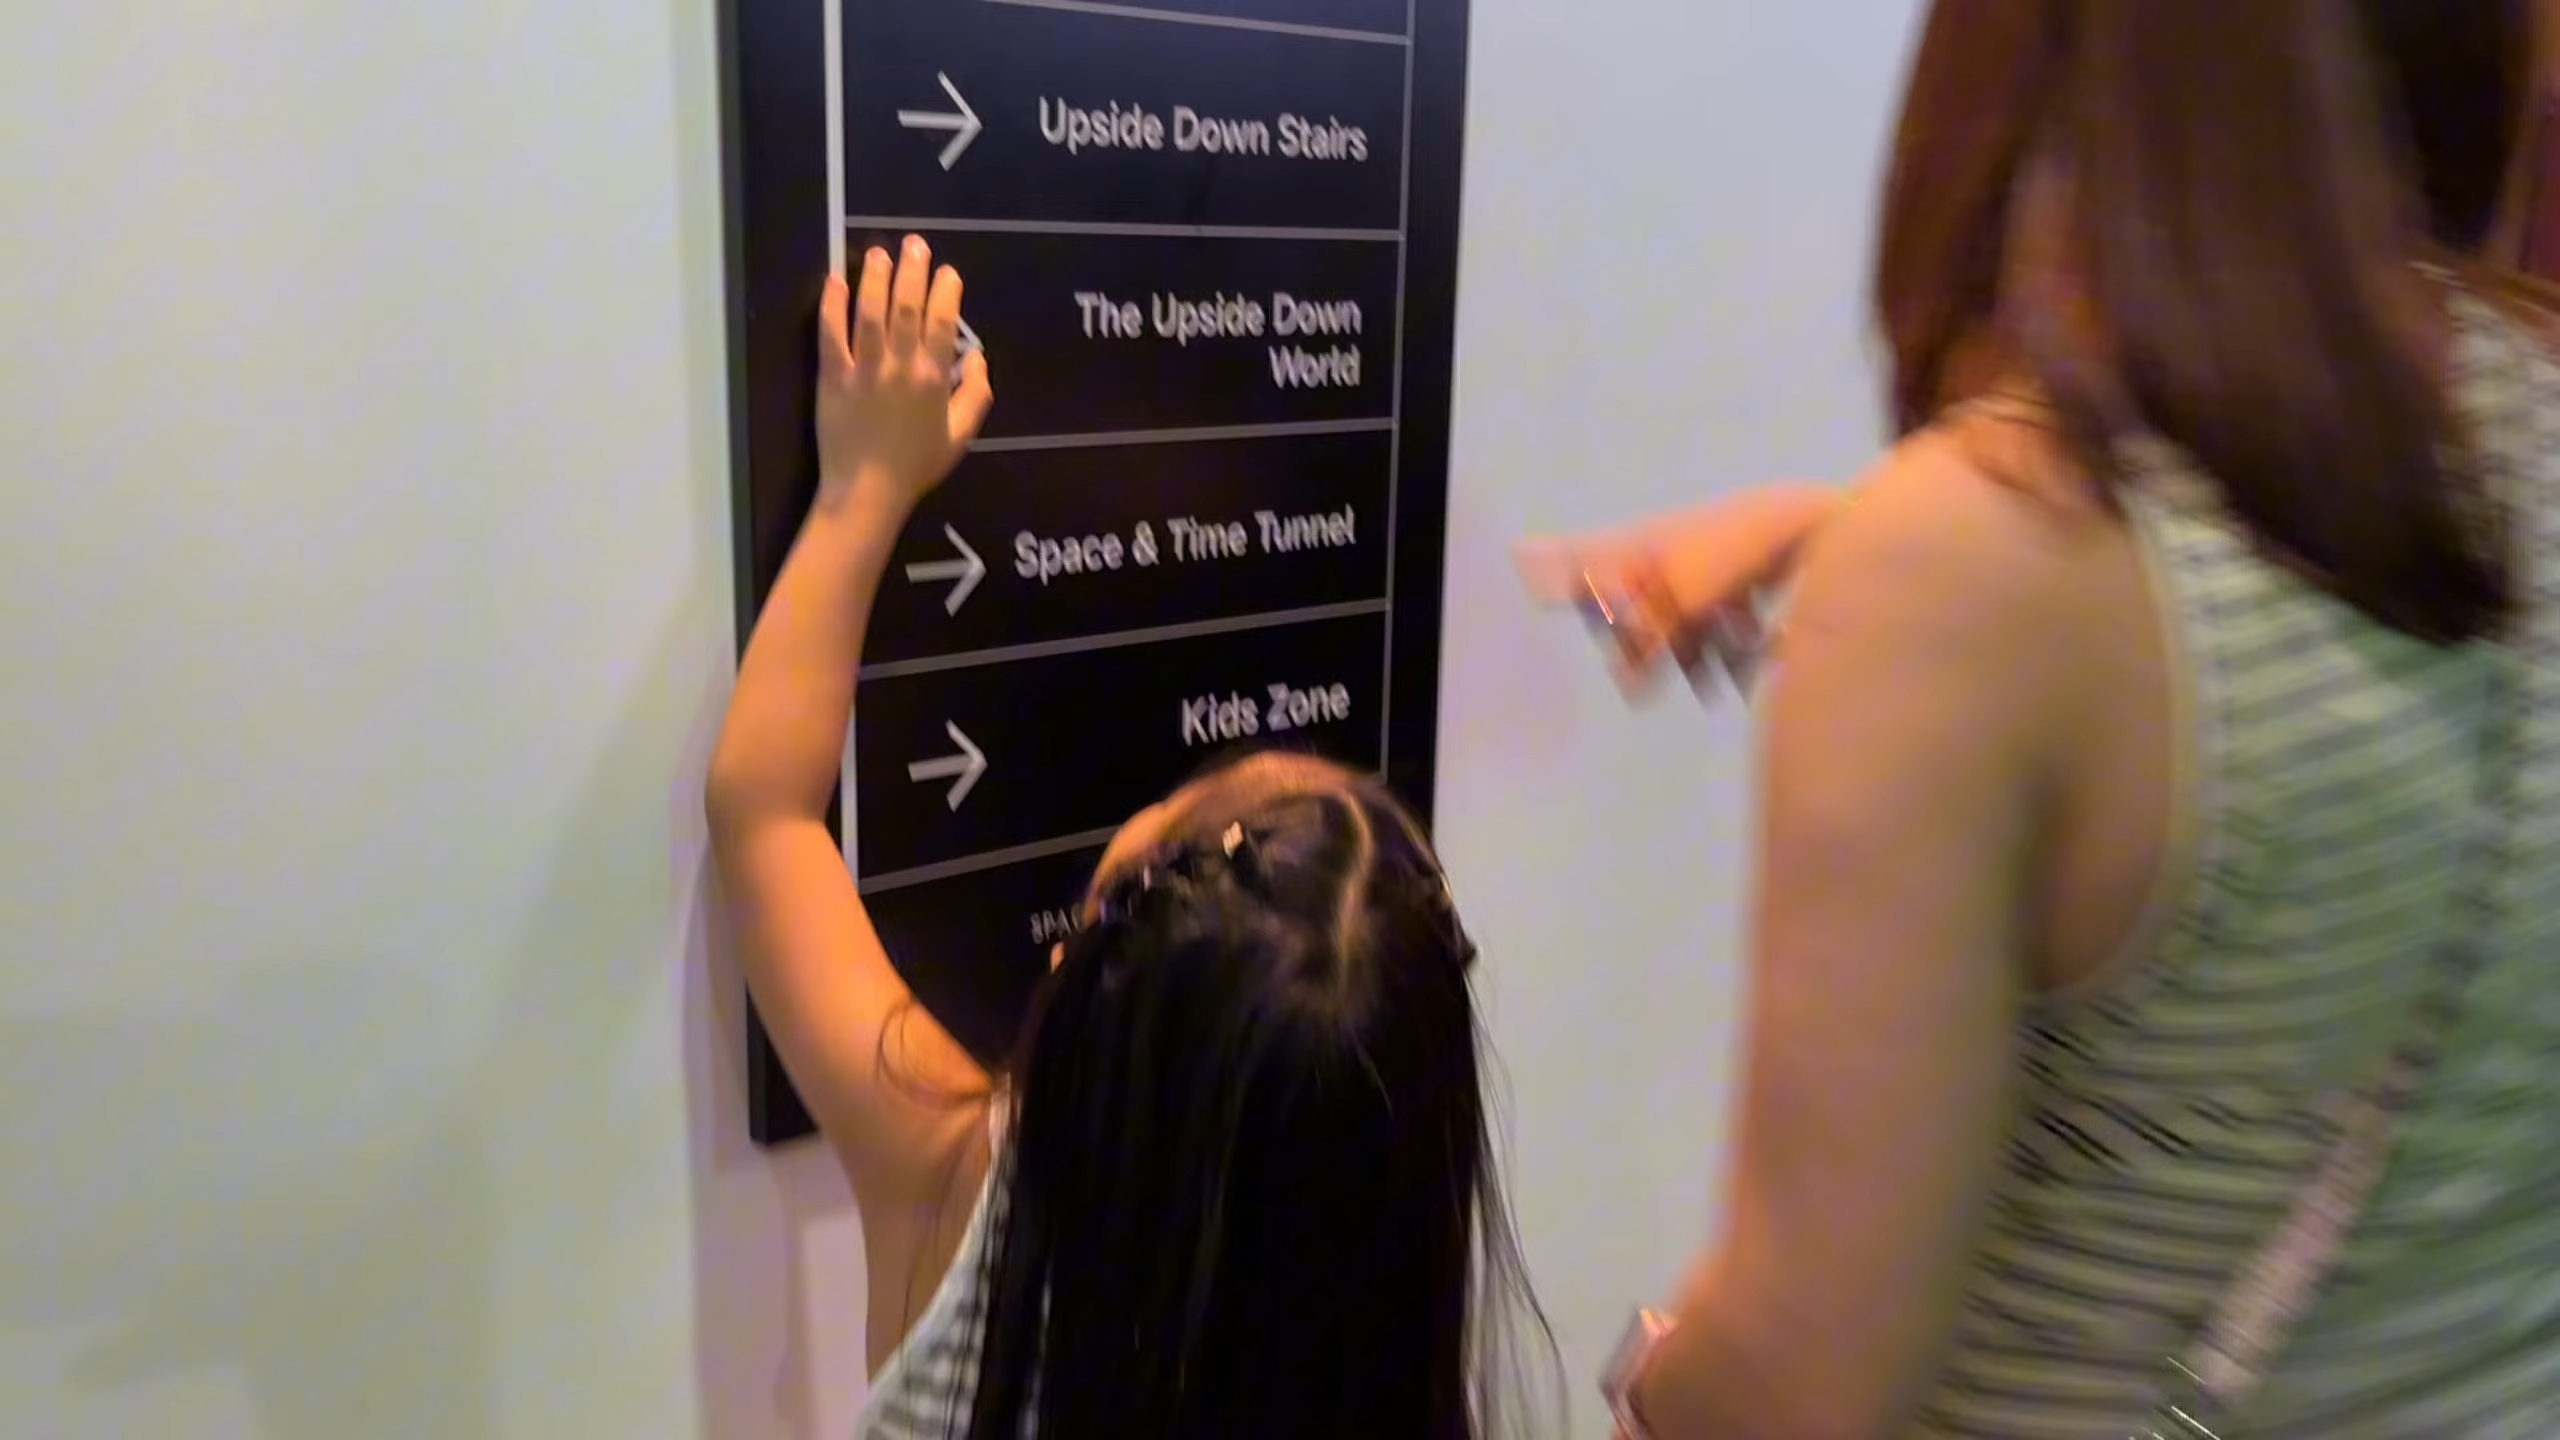 Upside Down Stairs
The Upside Down
World
Space & Time Tunnel
Kids Zone